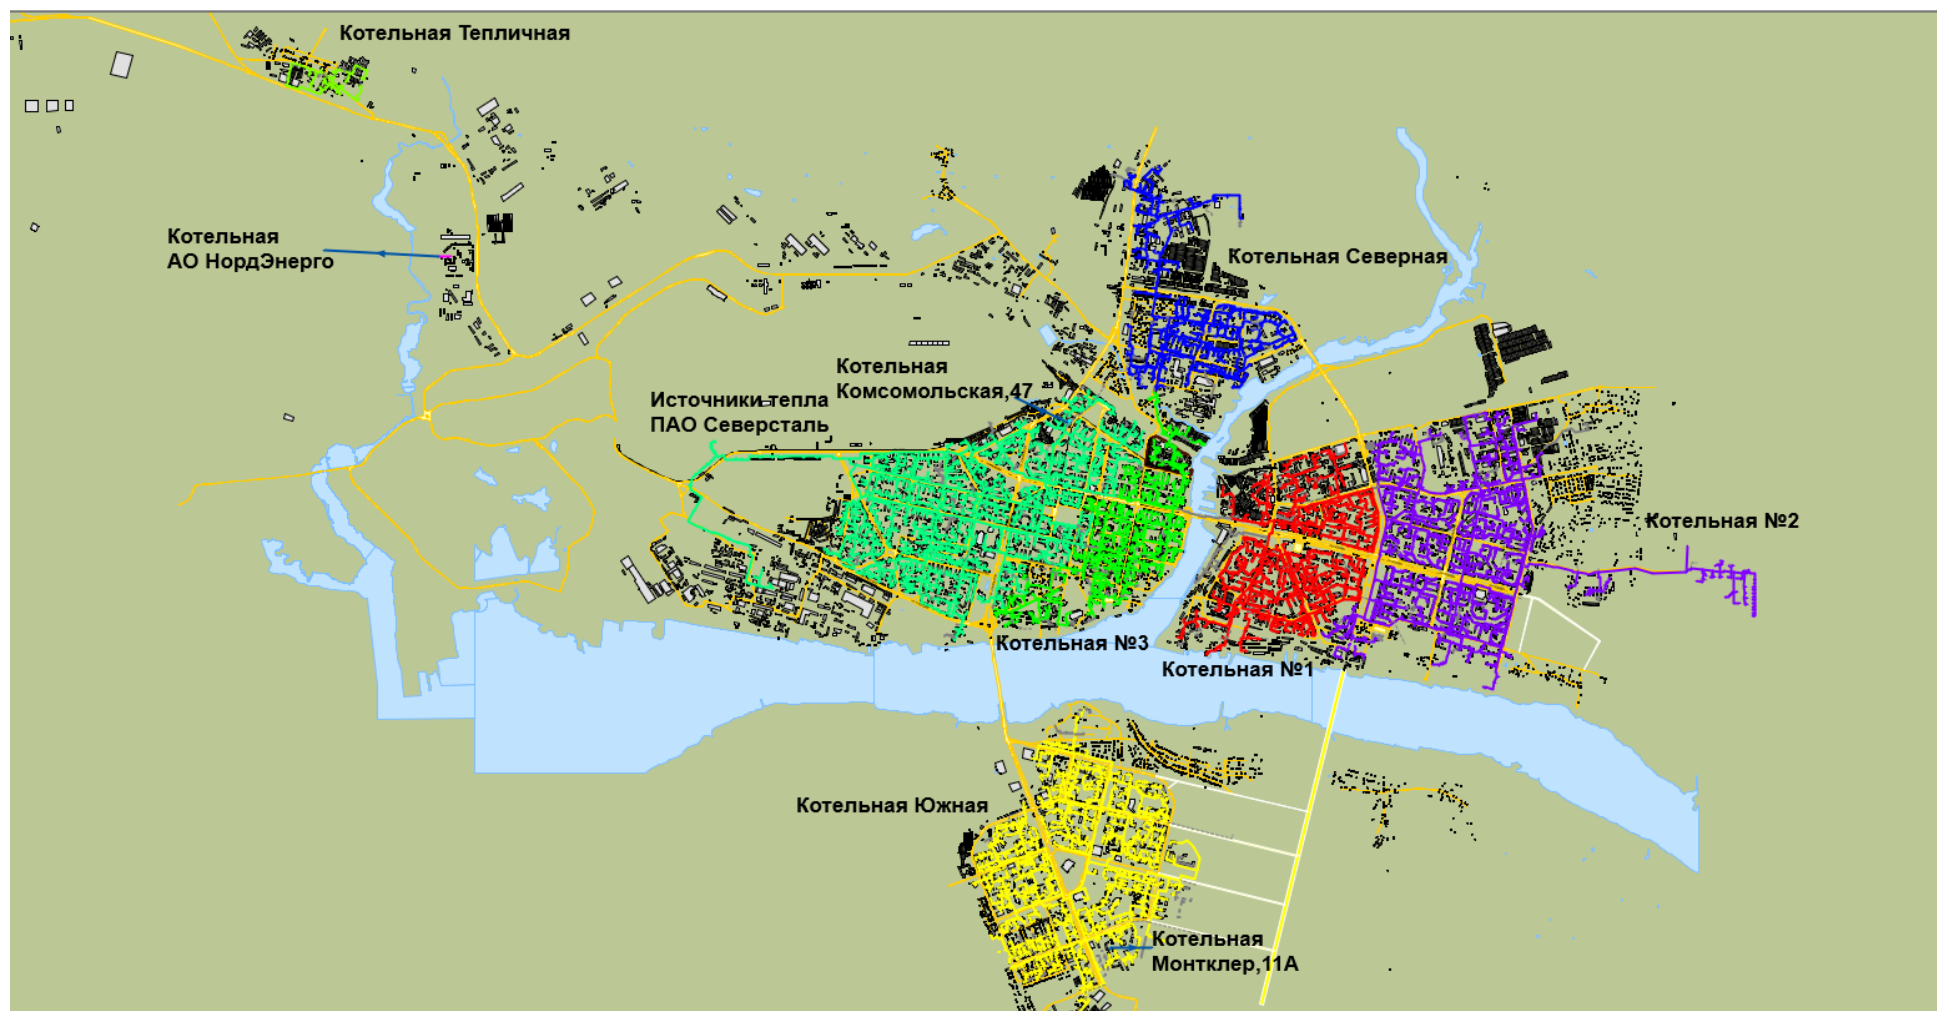 Котельная Тепличная
Котельная
АО НордЭнерго
Котельная Северная
Котельная
Комсомольская,47
Источники тепла
ПАО Северсталь
Котельная №2
Котельная №3
Котельная №1
Котельная Южная
Котельная
Монтклер,11А